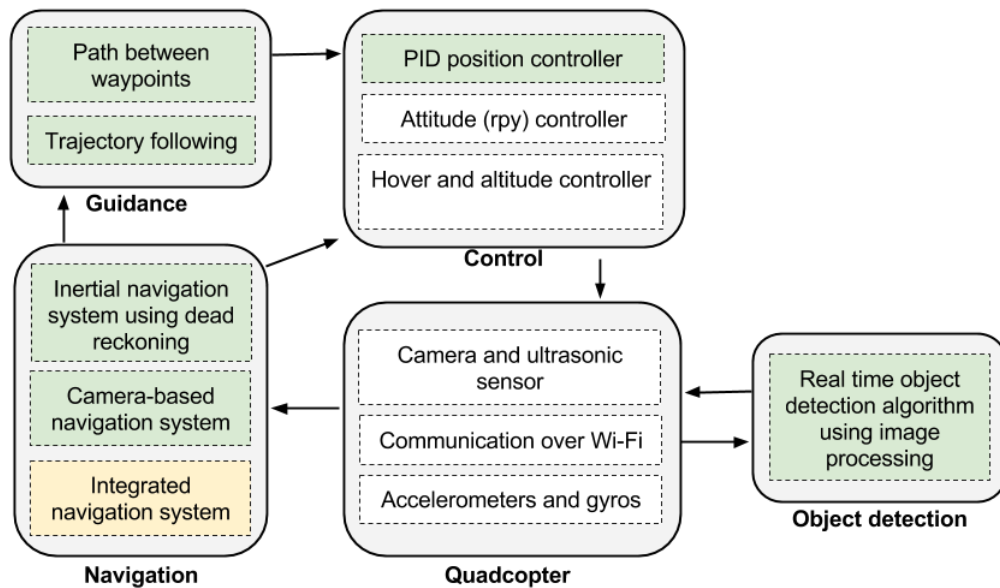 Path between
waypoints
Trajectory following
Guidance
PID position controller
Attitude (rpy) controller
Hover and altitude controller
Control
Inertial navigation
system using dead
reckoning
Camera-based
navigation system
Integrated
navigation system
Navigation
Camera and ultrasonic
sensor
Communication over Wi-Fi
Accelerometers and gyros
Quadcopter
Real time object
detection algorithm
using image
processing
Object detection